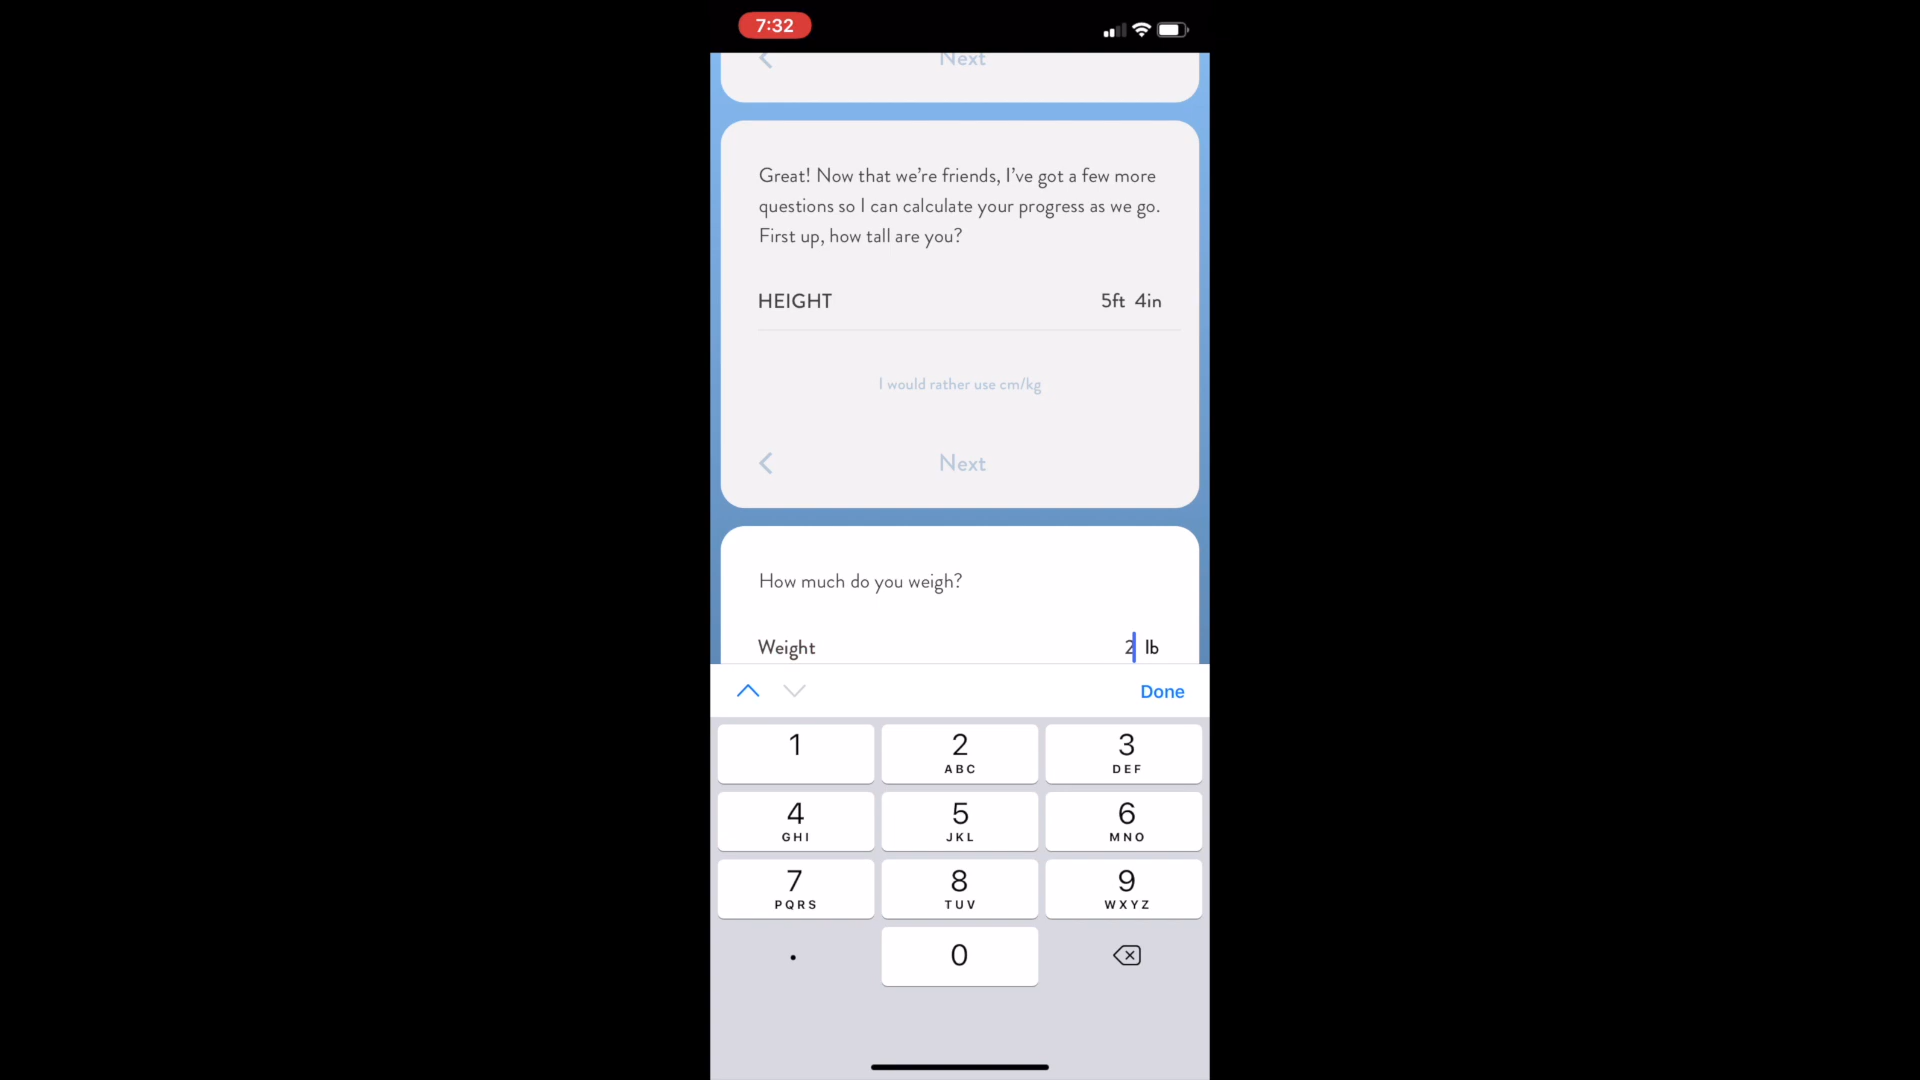 7:32
Next
Great! Now that we're friends, I've got a few more
questions so I can calculate your progress as we go.
First up, how tall are you?
HEIGHT 5ft 4in
I would rather use cm/kg
Next
How much do you weigh?
Weight 2 lb
Done
1 2 3
ABC DEF
4 5 6
GHI JKL MNO
7 8 9
PQRS TUV WXYZ
. 0